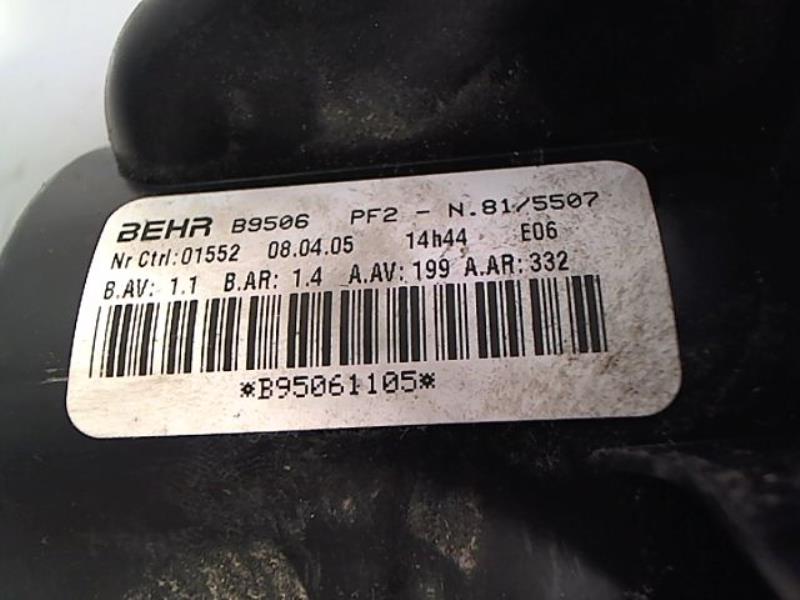 BEHR B9506 PF2 - N.81/5507
Nr Ctrl:01552 08.04.05 14h44 E06
B.AV: 1.1 B.AR: 1.4 A.AV:199 A.AR:332
*B95061105*